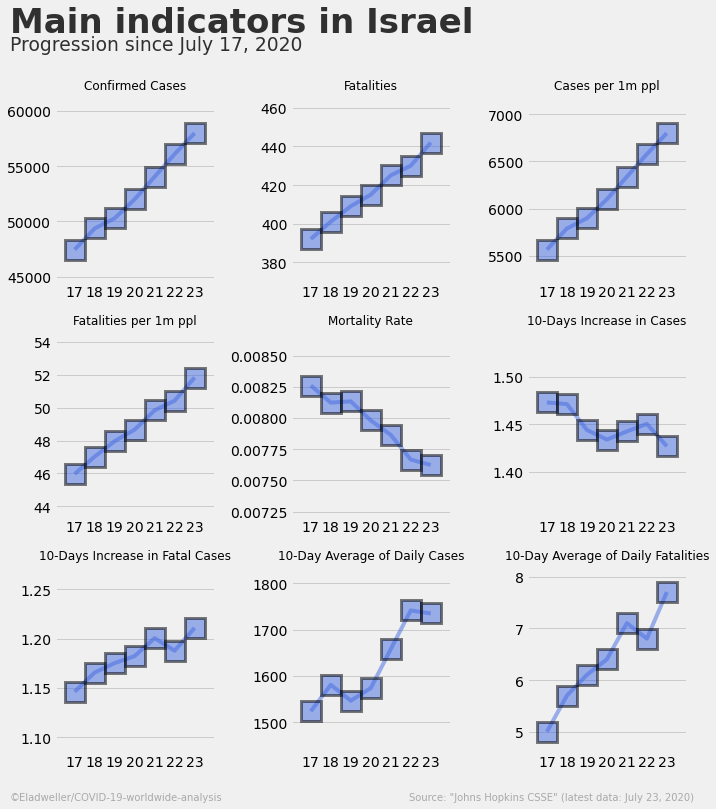 Main indicators in Israel
Progression since July 17, 2020
Confirmed Cases
60000
55000
50000
45000
17 18 19 20 21 22 23
Fatalities
460
440
420
400
380
17 18 19 20 21 22 23
Cases per 1m ppl
7000
6500
6000
5500
17 18 19 20 21 22 23
Fatalities per 1m ppl
54
52
50
48
46
44
17 18 19 20 21 22 23
Mortality Rate
0.00850
0.00825
0.00800
0.00775
0.00750
0.00725
17 18 19 20 21 22 23
10-Days Increase in Cases
1.50
1.45
1.40
17 18 19 20 21 22 23
10-Days Increase in Fatal Cases
1.25
1.20
1.15
1.10
17 18 19 20 21 22 23
10-Day Average of Daily Cases
1800
1700
1600
1500
17 18 19 20 21 22 23
10-Day Average of Daily Fatalities
8
7
6
5
17 18 19 20 21 22 23
©Eladweller/COVID-19-worldwide-analysis
Source: "Johns Hopkins CSSE" (latest data: July 23, 2020)